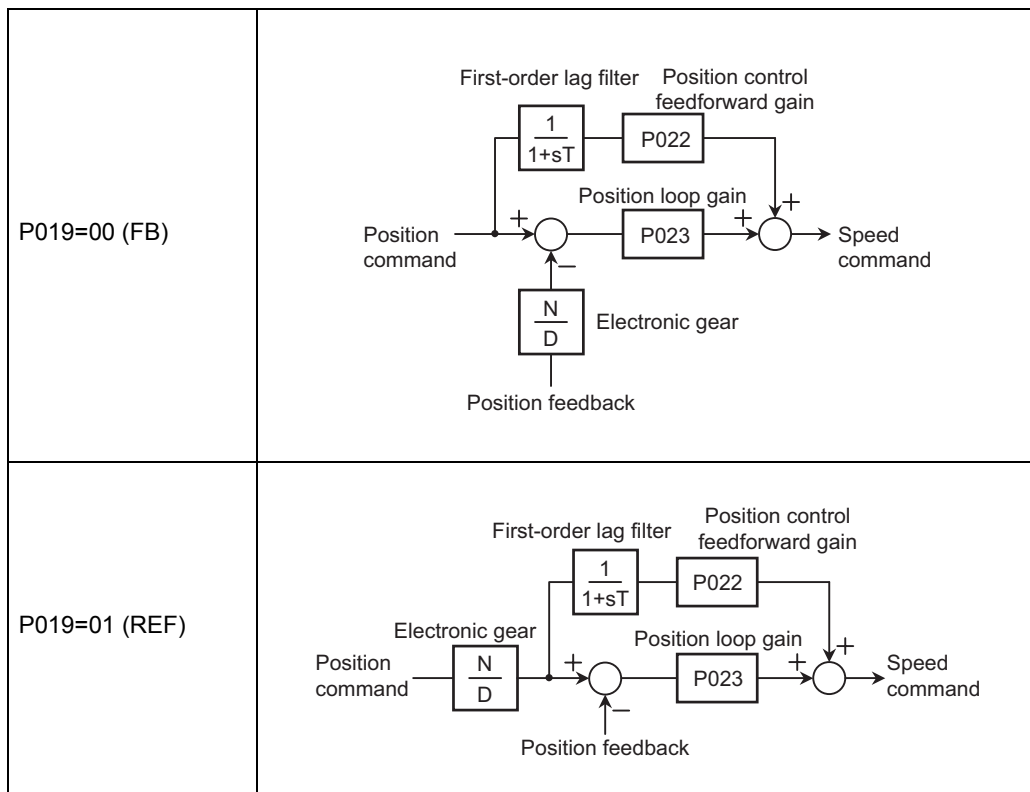 P019=00 (FB)
First-order lag filter
Position control
feedforward gain
1
1+sT
P022
Position loop gain
+
+
+
Position
command
P023
Speed
command
−
N
D
Electronic gear
Position feedback
P019=01 (REF)
Position control
feedforward gain
First-order lag filter
1
1+sT
P022
Electronic gear
Position loop gain
+
+
+
Position
command
N
D
P023
Speed
command
−
Position feedback